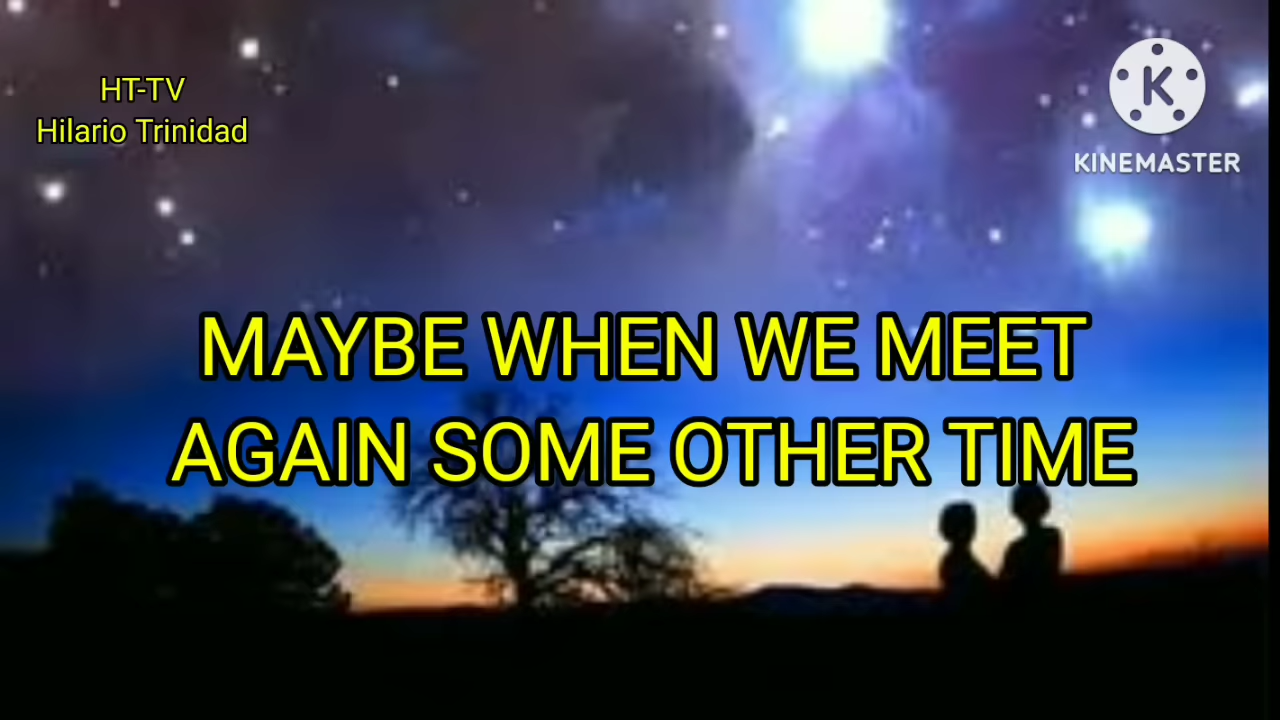 HT-TV
Hilario Trinidad
K
KINEMASTER
MAYBE WHEN WE MEET
AGAIN SOME OTHER TIME